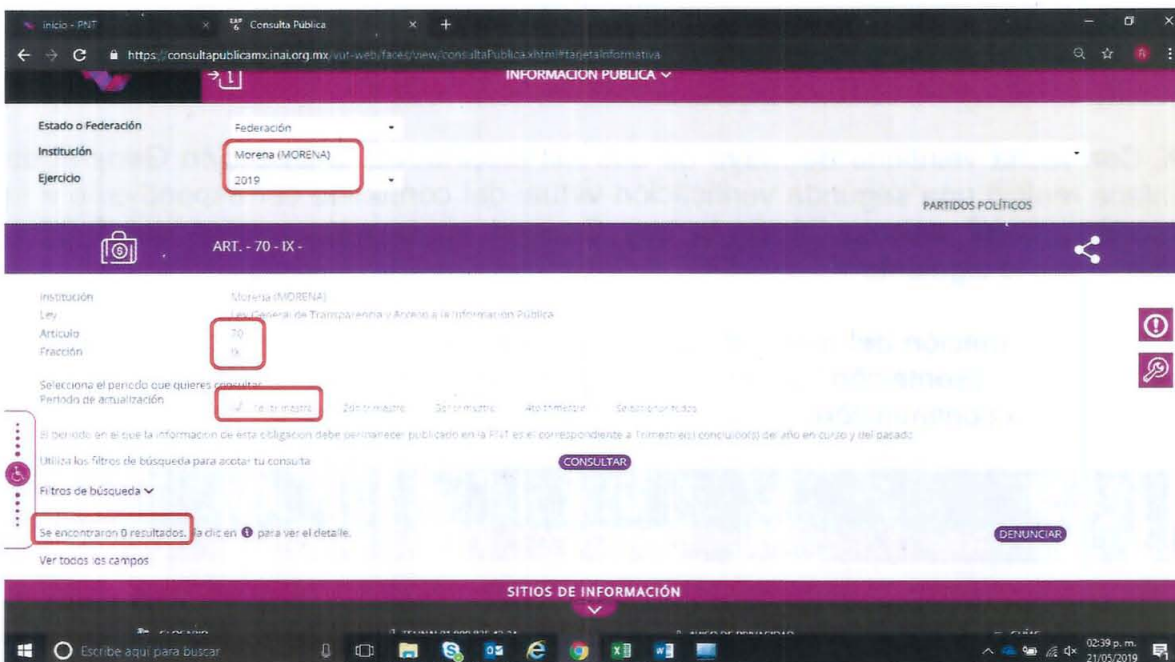 inicio - PNT
Consulta Pública
https://consultapublicamx.inai.org.mx/vut-web/faces/view/consultaPublica.xhtml#tarjetaInformativa
INFORMACIÓN PÚBLICA
Estado o Federación Federación
Institución Morena (MORENA)
Ejercicio 2019
PARTIDOS POLÍTICOS
ART. - 70 - IX -
Institución Morena (MORENA)
Ley Ley General de Transparencia y Acceso a la Información Pública
Artículo 70
Fracción IX
Selecciona el periodo que quieres consultar
Periodo de actualización
1er trimestre 2do trimestre 3er trimestre 4to trimestre Seleccionar todos
El periodo en el que la información de esta obligación debe permanecer publicado en la PNT es el correspondiente a Trimestre(s) concluido(s) del año en curso y del pasado
Utiliza los filtros de búsqueda para acotar tu consulta
CONSULTAR
Filtros de búsqueda
Se encontraron 0 resultados, da clic en para ver el detalle.
DENUNCIAR
Ver todos los campos
SITIOS DE INFORMACIÓN
Escribe aquí para buscar
02:39 p. m.
21/05/2019